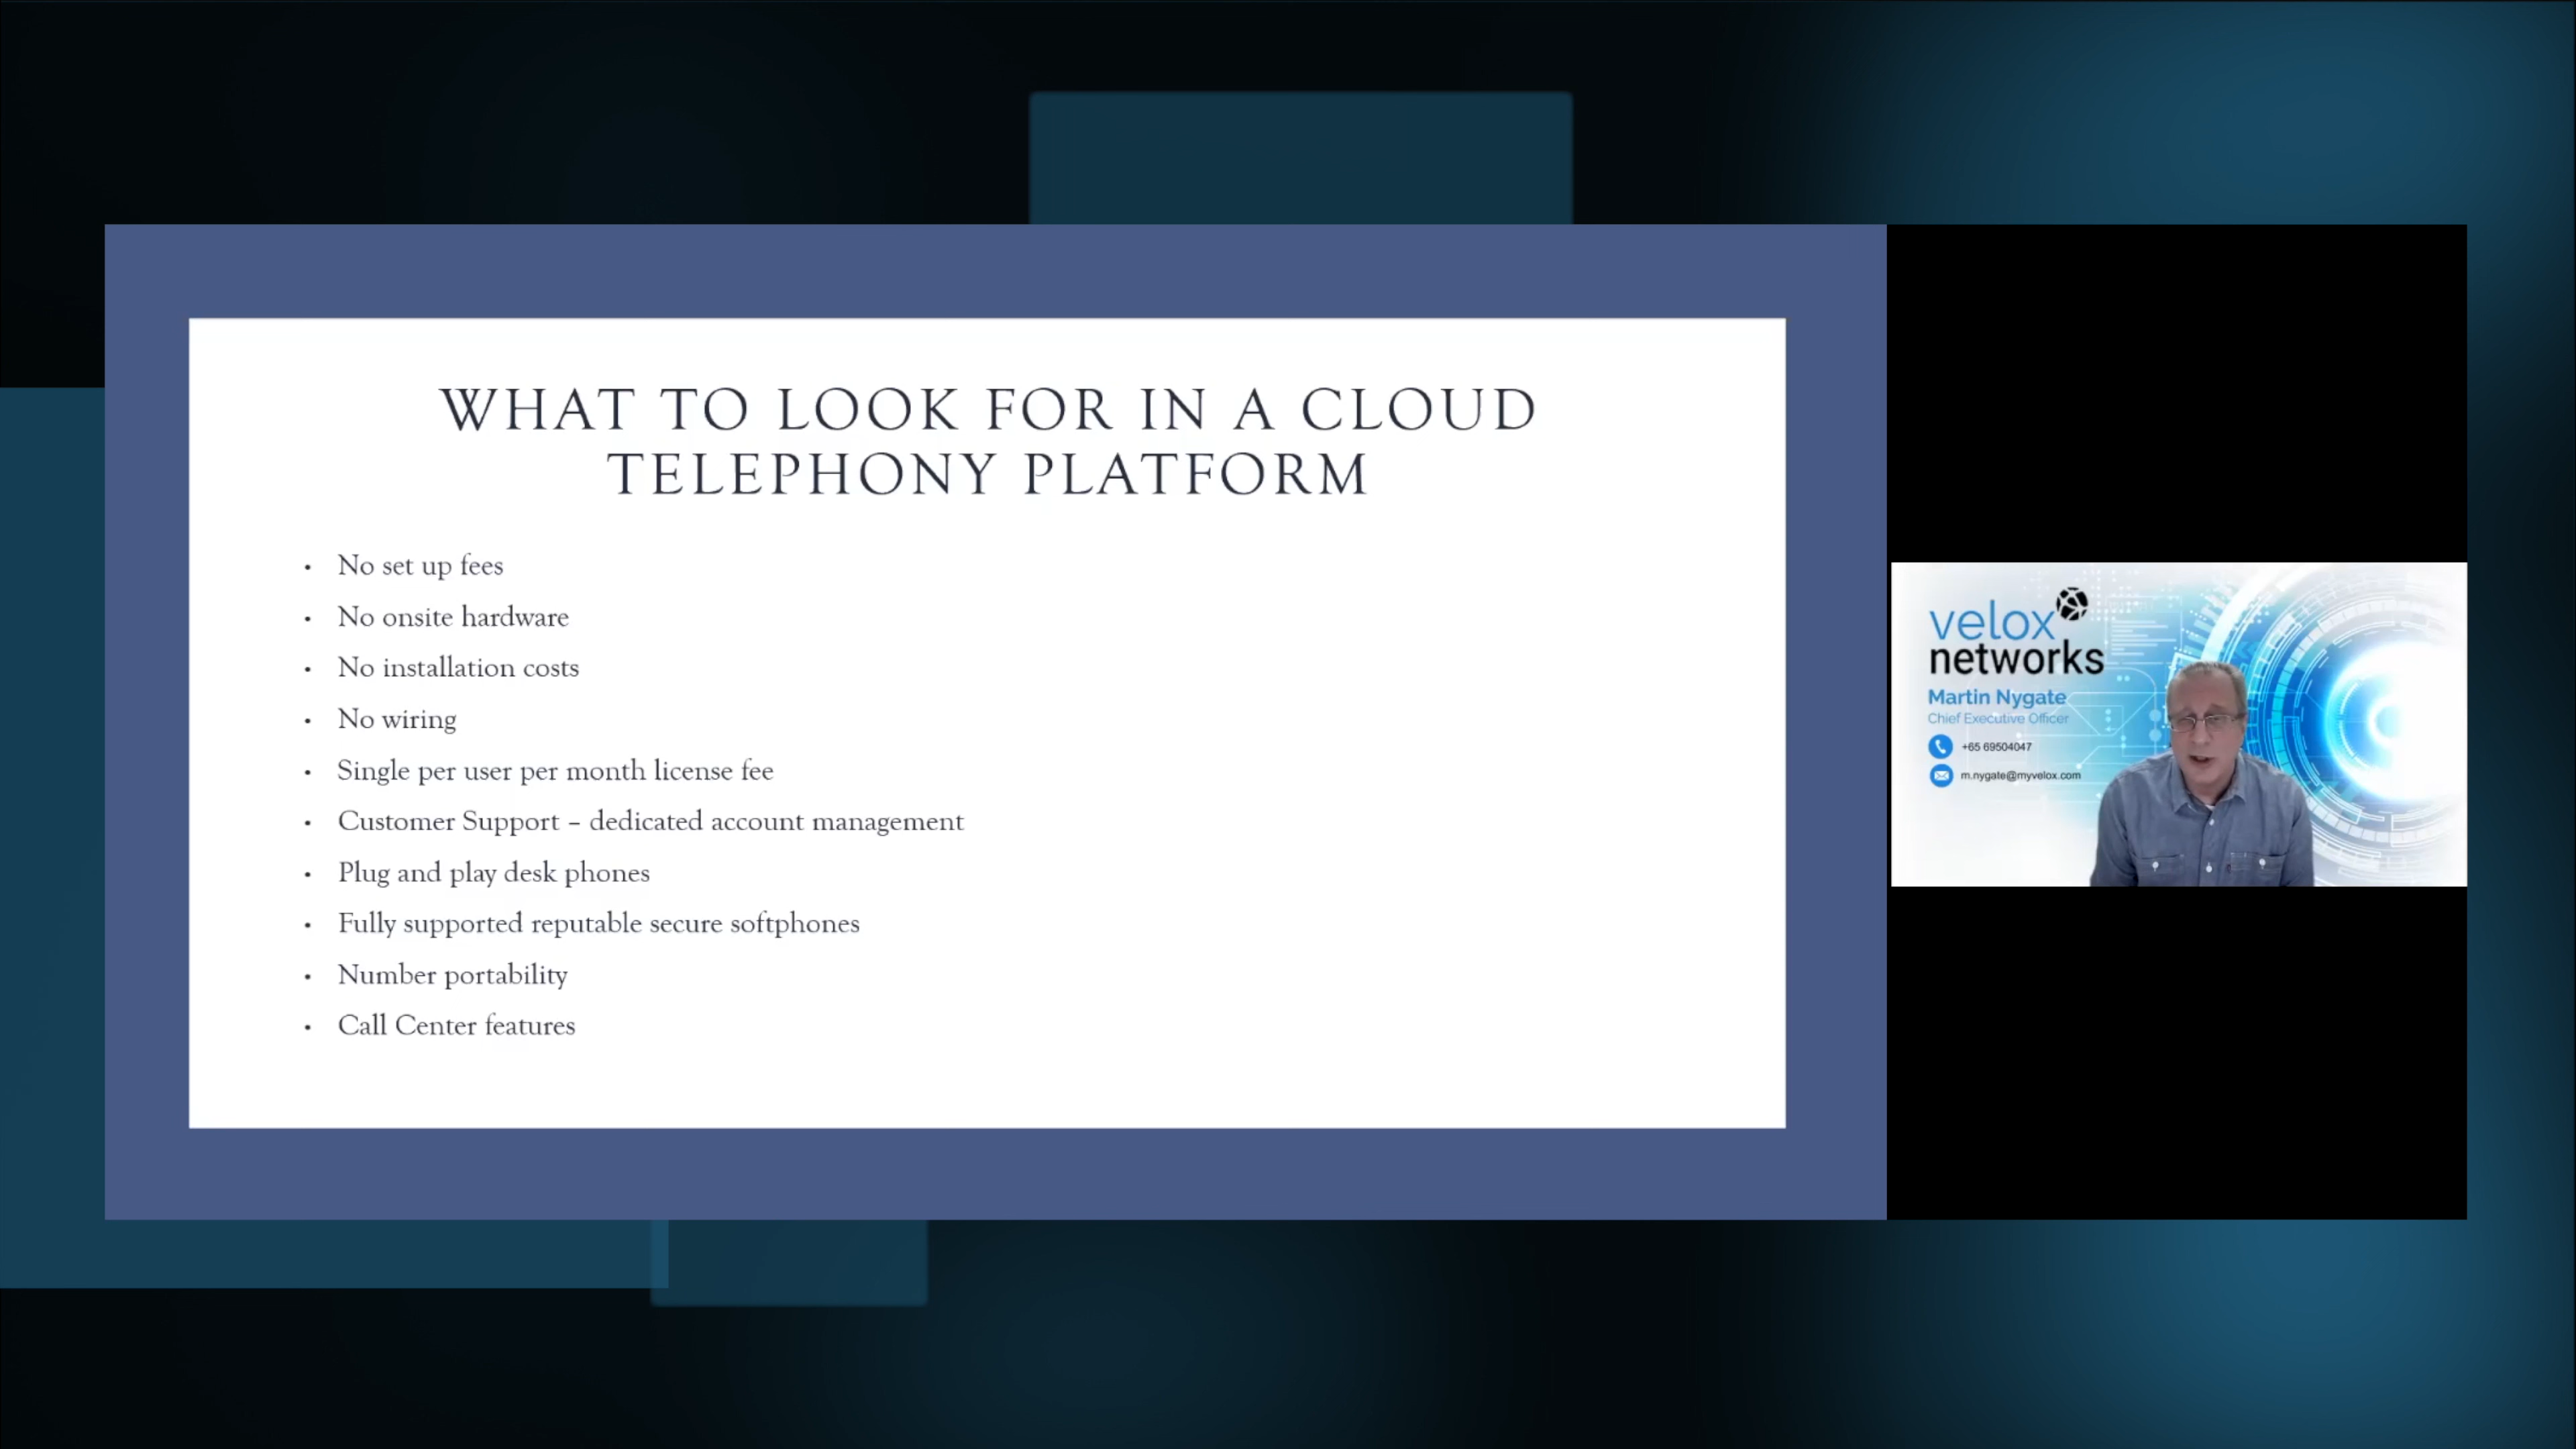 WHAT TO LOOK FOR IN A CLOUD
TELEPHONY PLATFORM
• No set up fees
• No onsite hardware
• No installation costs
• No wiring
• Single per user per month license fee
• Customer Support – dedicated account management
• Plug and play desk phones
• Fully supported reputable secure softphones
• Number portability
• Call Center features
velox
networks
Martin Nygate
Chief Executive Officer
+65 69504047
m.nygate@myvelox.com